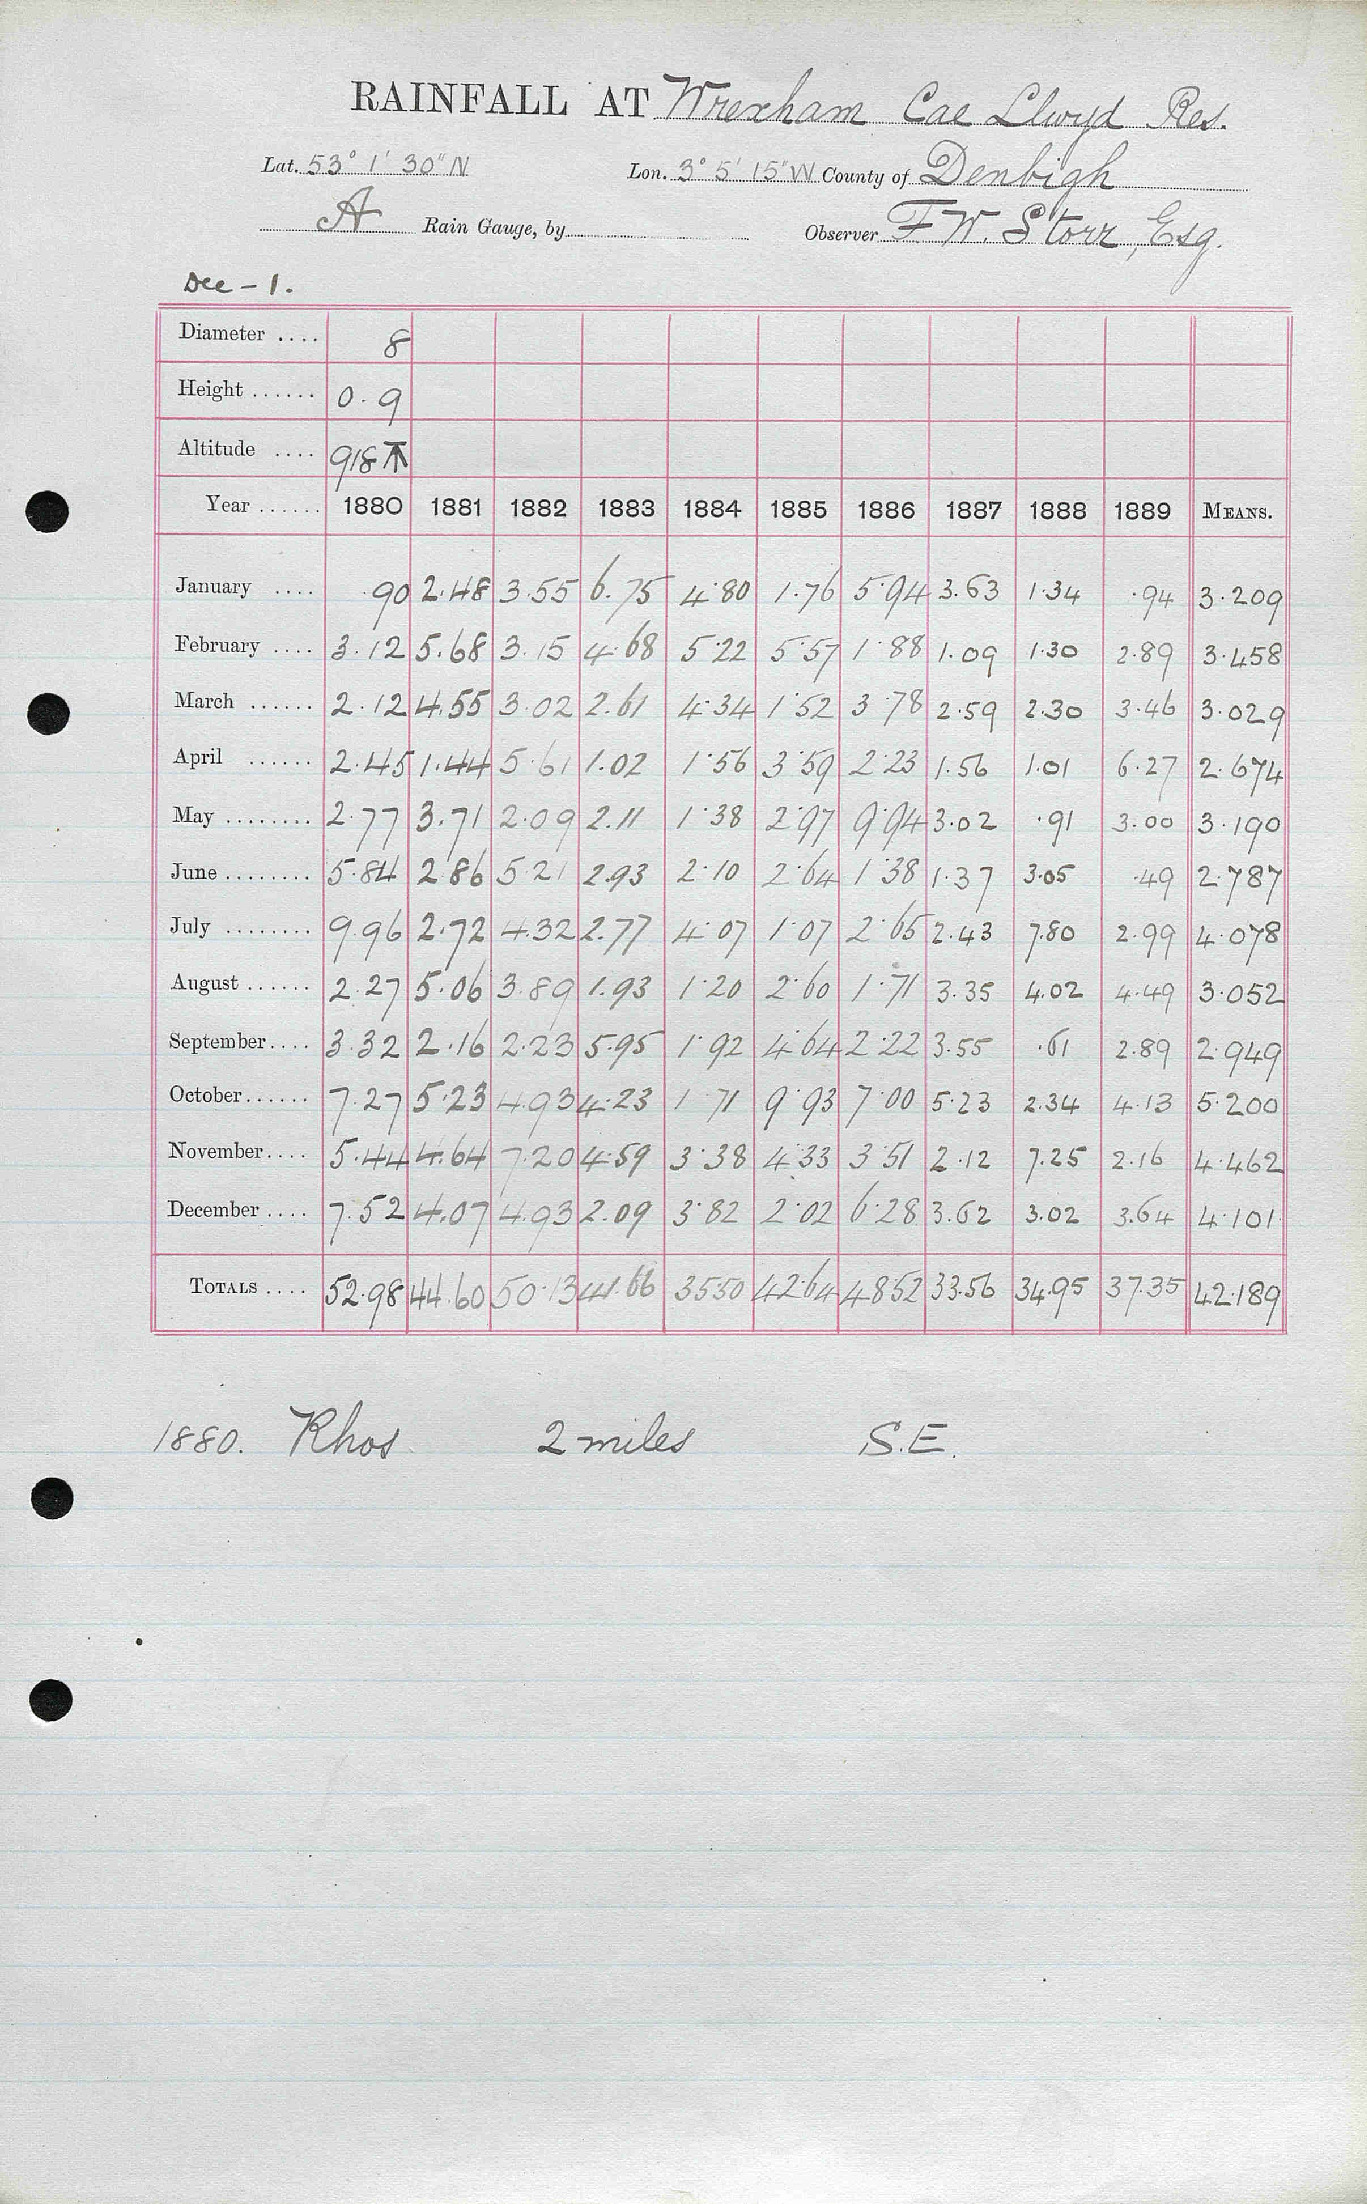 RAINFALL AT Wrexham Cae Llwyd Res.
Lat. 53° 1' 30" N Lon. 3° 5' 15" W County of Denbigh
A Rain Gauge, by Observer F. W. Storr, Esq.
Dec - 1.
Diameter .... 8
Height ...... 0.9
Altitude .... 918
Year ...... 1880 1881 1882 1883 1884 1885 1886 1887 1888 1889 MEANS.
January .... .90 2.48 3.55 6.75 4.80 1.76 5.94 3.63 1.34 .94 3.209
February .... 3.12 5.68 3.15 4.68 5.22 5.57 1.88 1.09 1.30 2.89 3.458
March ...... 2.12 4.55 3.02 2.61 4.34 1.52 3.78 2.59 2.30 3.46 3.029
April ...... 2.45 1.44 5.61 1.02 1.56 3.59 2.23 1.56 1.01 6.27 2.674
May ........ 2.77 3.71 2.09 2.11 1.38 2.97 9.94 3.02 .91 3.00 3.190
June ........ 5.84 2.86 5.21 2.93 2.10 2.64 1.38 1.37 3.05 .49 2.787
July ........ 9.96 2.72 4.32 2.77 4.07 1.07 2.65 2.43 7.80 2.99 4.078
August ...... 2.27 5.06 3.89 1.93 1.20 2.60 1.71 3.35 4.02 4.49 3.052
September.... 3.32 2.16 2.23 5.95 1.92 4.64 2.22 3.55 .61 2.89 2.949
October...... 7.27 5.23 4.93 4.23 1.71 9.93 7.00 5.23 2.34 4.13 5.200
November.... 5.44 4.64 7.20 4.59 3.38 4.33 3.51 2.12 7.25 2.16 4.462
December .... 7.52 4.07 4.93 2.09 3.82 2.02 6.28 3.62 3.02 3.64 4.101
TOTALS .... 52.98 44.60 50.13 41.66 35.50 42.64 48.52 33.56 34.95 37.35 42.189
1880. Rhos 2 miles S.E.